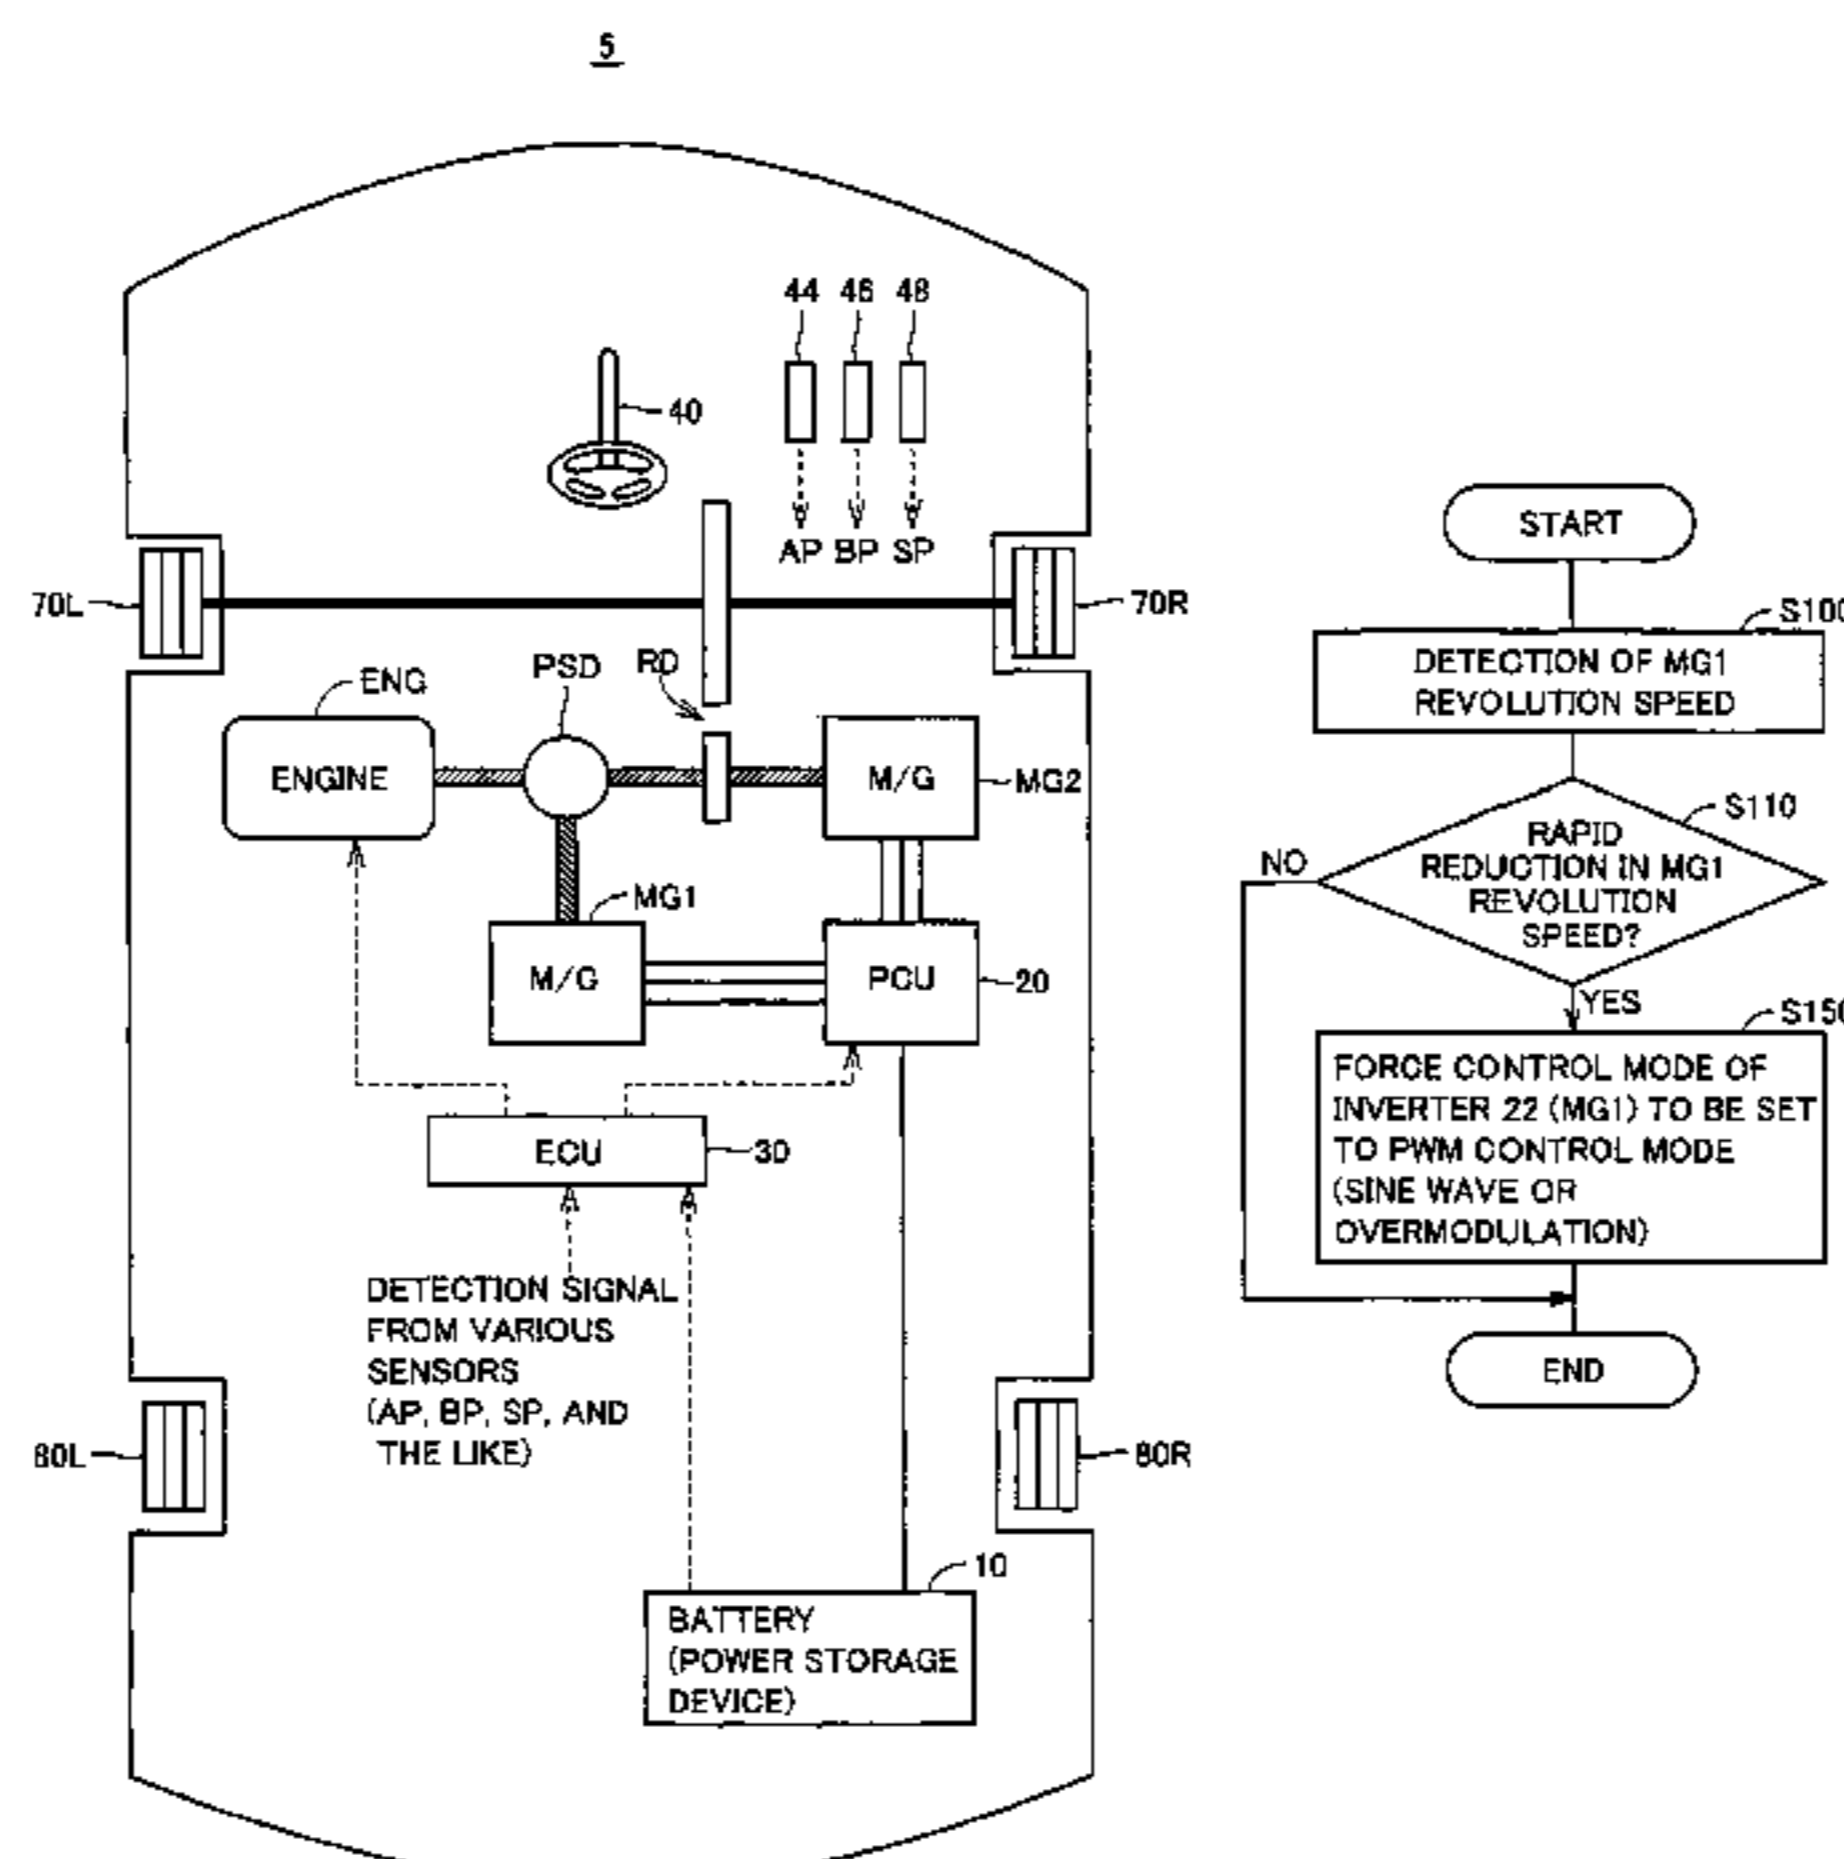 5
44 46 48
40
AP BP SP
70L
70R
ENG
PSD
RD
ENGINE
M/G
MG2
MG1
M/G
PCU
20
ECU
30
DETECTION SIGNAL
FROM VARIOUS
SENSORS
(AP, BP, SP, AND
THE LIKE)
80L
80R
10
BATTERY
(POWER STORAGE
DEVICE)
START
S100
DETECTION OF MG1
REVOLUTION SPEED
S110
RAPID
REDUCTION IN MG1
REVOLUTION
SPEED?
NO
YES
S150
FORCE CONTROL MODE OF
INVERTER 22 (MG1) TO BE SET
TO PWM CONTROL MODE
(SINE WAVE OR
OVERMODULATION)
END